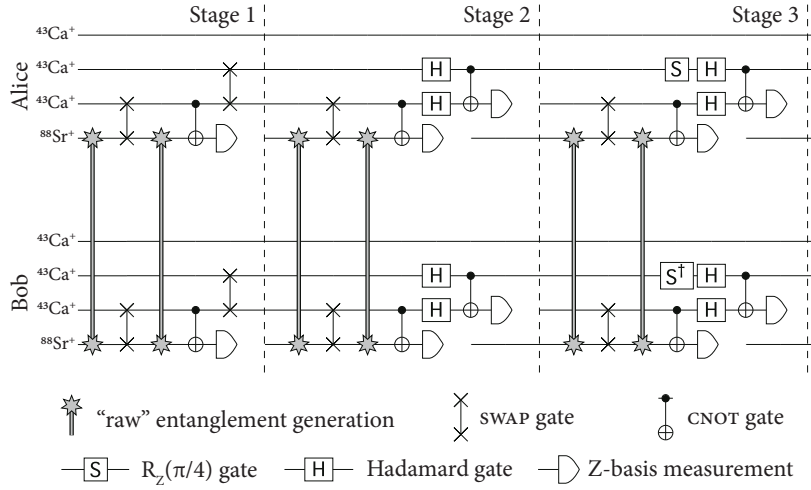 Stage 1 Stage 2 Stage 3
Alice
⁴³Ca⁺
⁴³Ca⁺ H S H
⁴³Ca⁺ H H
⁸⁸Sr⁺
Bob
⁴³Ca⁺
⁴³Ca⁺ H S† H
⁴³Ca⁺ H H
⁸⁸Sr⁺
“raw” entanglement generation SWAP gate CNOT gate
S R_Z(π/4) gate H Hadamard gate Z-basis measurement